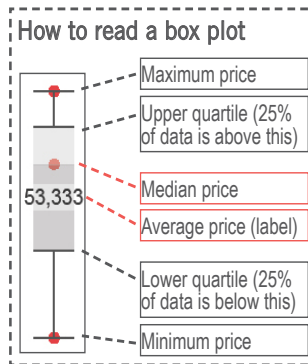 How to read a box plot
Maximum price
Upper quartile (25%
of data is above this)
Median price
53,333
Average price (label)
Lower quartile (25%
of data is below this)
Minimum price